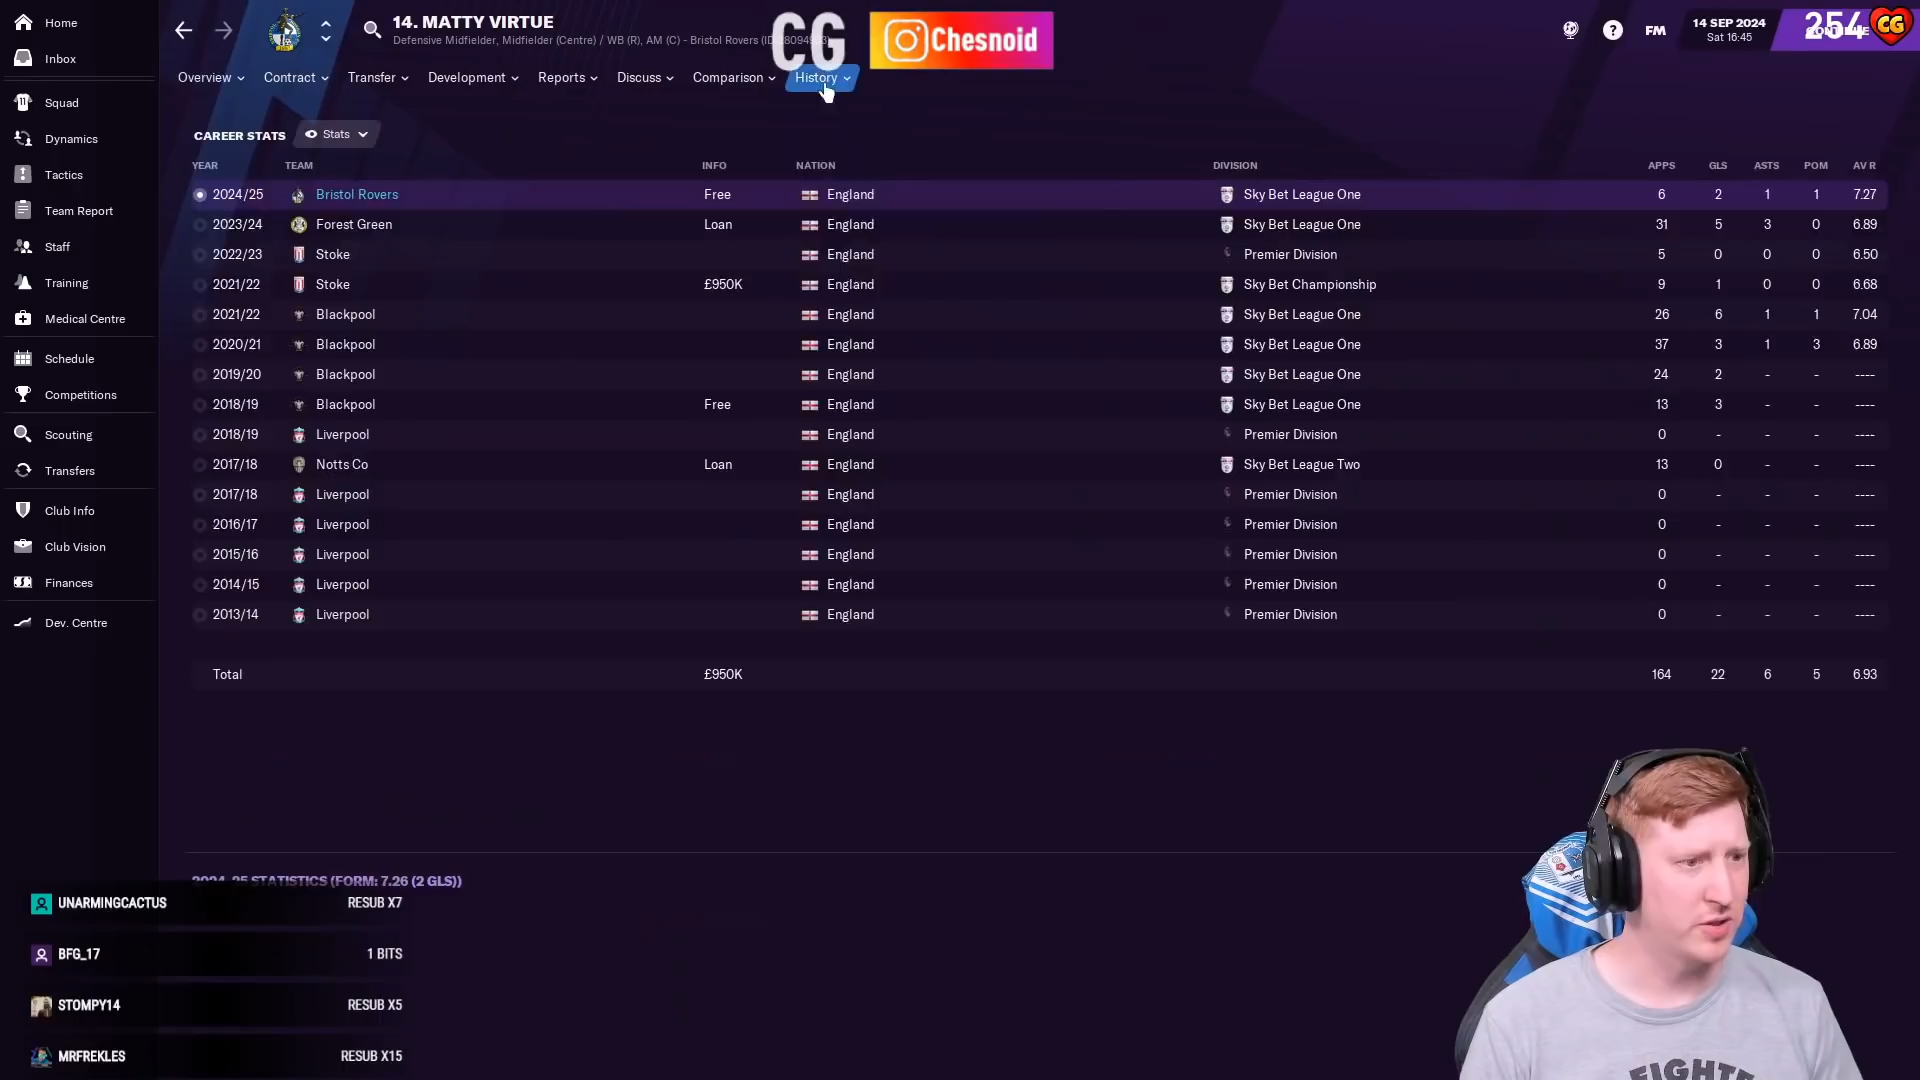 Home
Inbox
Squad
Dynamics
Tactics
Team Report
Staff
Training
Medical Centre
Schedule
Competitions
Scouting
Transfers
Club Info
Club Vision
Finances
Dev. Centre
14. MATTY VIRTUE
Defensive Midfielder, Midfielder (Centre) / WB (R), AM (C) - Bristol Rovers
CG
Chesnoid
FM
14 SEP 2024
Sat 16:45
254
CG
Overview
Contract
Transfer
Development
Reports
Discuss
Comparison
History
CAREER STATS
Stats
YEAR TEAM INFO NATION DIVISION APPS GLS ASTS POM AV R
2024/25 Bristol Rovers Free England Sky Bet League One 6 2 1 1 7.27
2023/24 Forest Green Loan England Sky Bet League One 31 5 3 0 6.89
2022/23 Stoke England Premier Division 5 0 0 0 6.50
2021/22 Stoke £950K England Sky Bet Championship 9 1 0 0 6.68
2021/22 Blackpool England Sky Bet League One 26 6 1 1 7.04
2020/21 Blackpool England Sky Bet League One 37 3 1 3 6.89
2019/20 Blackpool England Sky Bet League One 24 2 - - ----
2018/19 Blackpool Free England Sky Bet League One 13 3 - - ----
2018/19 Liverpool England Premier Division 0 - - - ----
2017/18 Notts Co Loan England Sky Bet League Two 13 0 - - ----
2017/18 Liverpool England Premier Division 0 - - - ----
2016/17 Liverpool England Premier Division 0 - - - ----
2015/16 Liverpool England Premier Division 0 - - - ----
2014/15 Liverpool England Premier Division 0 - - - ----
2013/14 Liverpool England Premier Division 0 - - - ----
Total £950K 164 22 6 5 6.93
2024-25 STATISTICS (FORM: 7.26 (2 GLS))
UNARMINGCACTUS RESUB X7
BFG_17 1 BITS
STOMPY14 RESUB X5
MRFREKLES RESUB X15